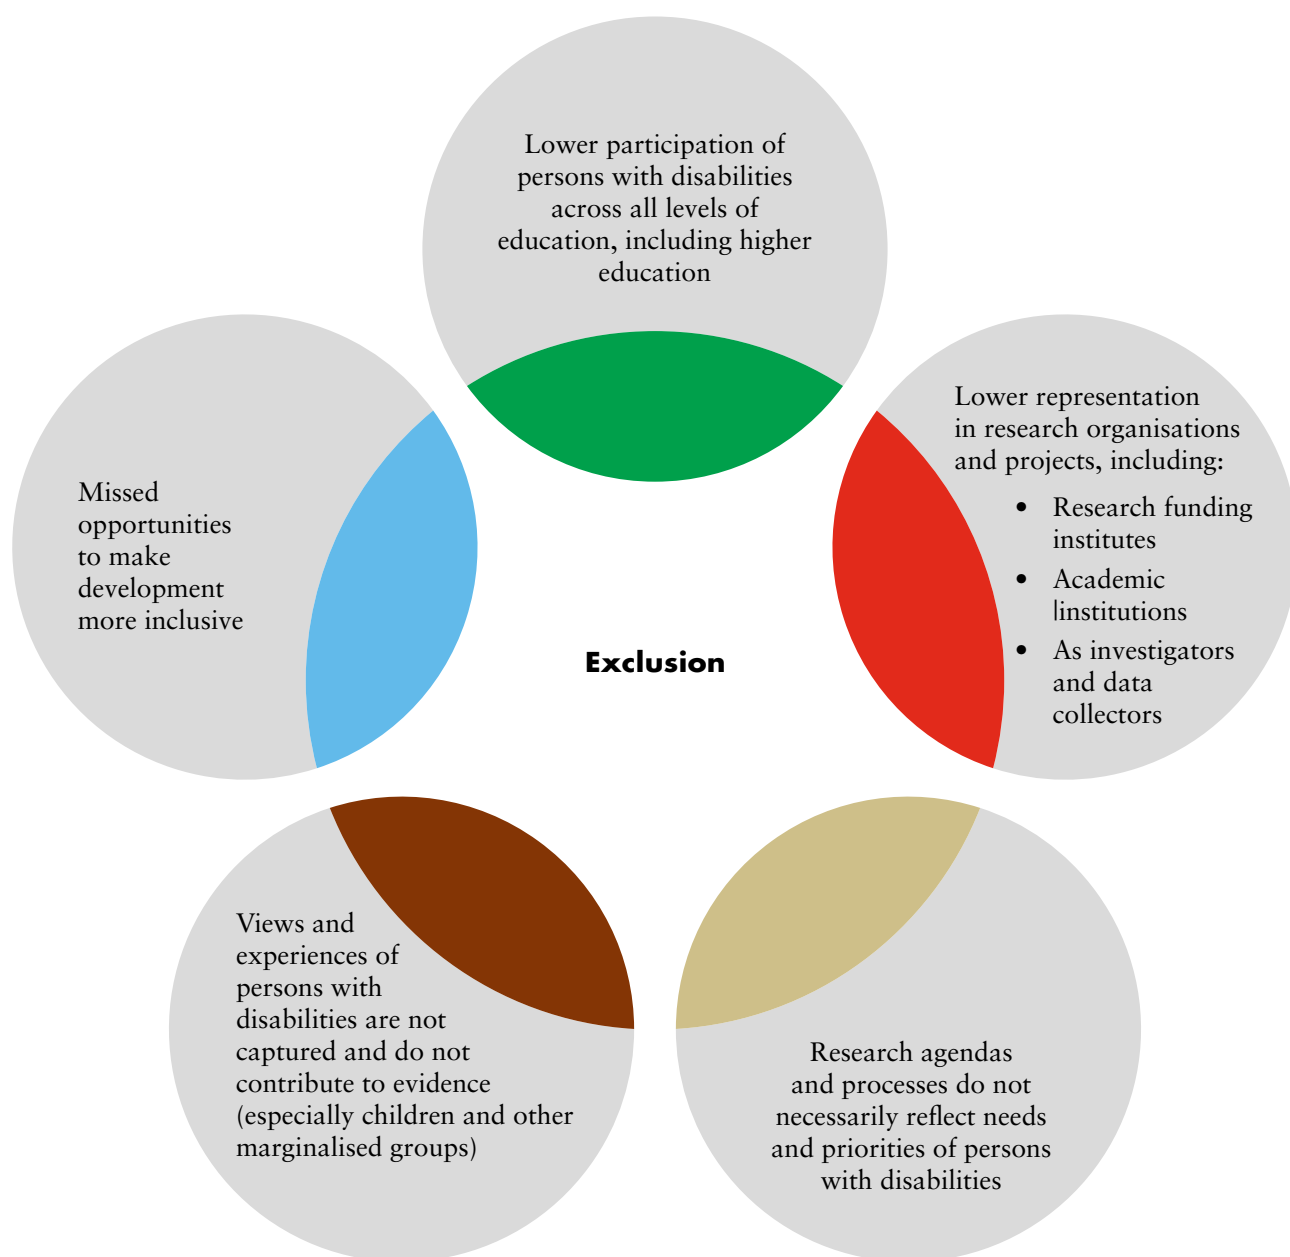 Lower participation of
persons with disabilities
across all levels of
education, including higher
education
Lower representation
in research organisations
and projects, including:
• Research funding
institutes
• Academic
|institutions
• As investigators
and data
collectors
Research agendas
and processes do not
necessarily reflect needs
and priorities of persons
with disabilities
Views and
experiences of
persons with
disabilities are not
captured and do not
contribute to evidence
(especially children and other
marginalised groups)
Missed
opportunities
to make
development
more inclusive
Exclusion